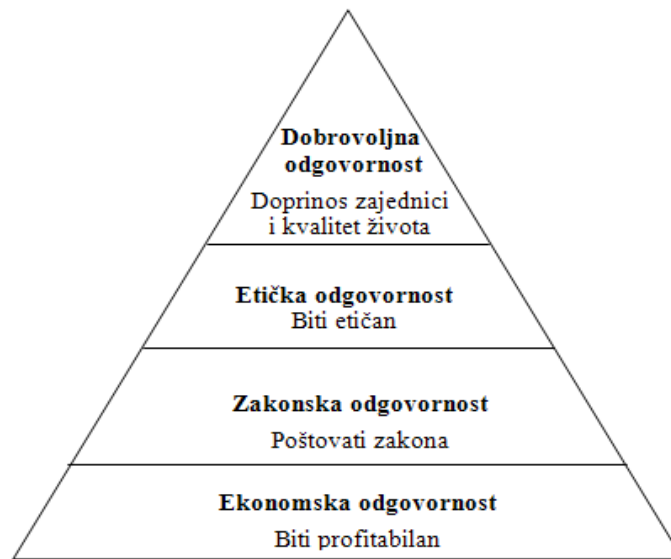 Dobrovoljna
odgovornost
Doprinos zajednici
i kvalitet života
Etička odgovornost
Biti etičan
Zakonska odgovornost
Poštovati zakona
Ekonomska odgovornost
Biti profitabilan